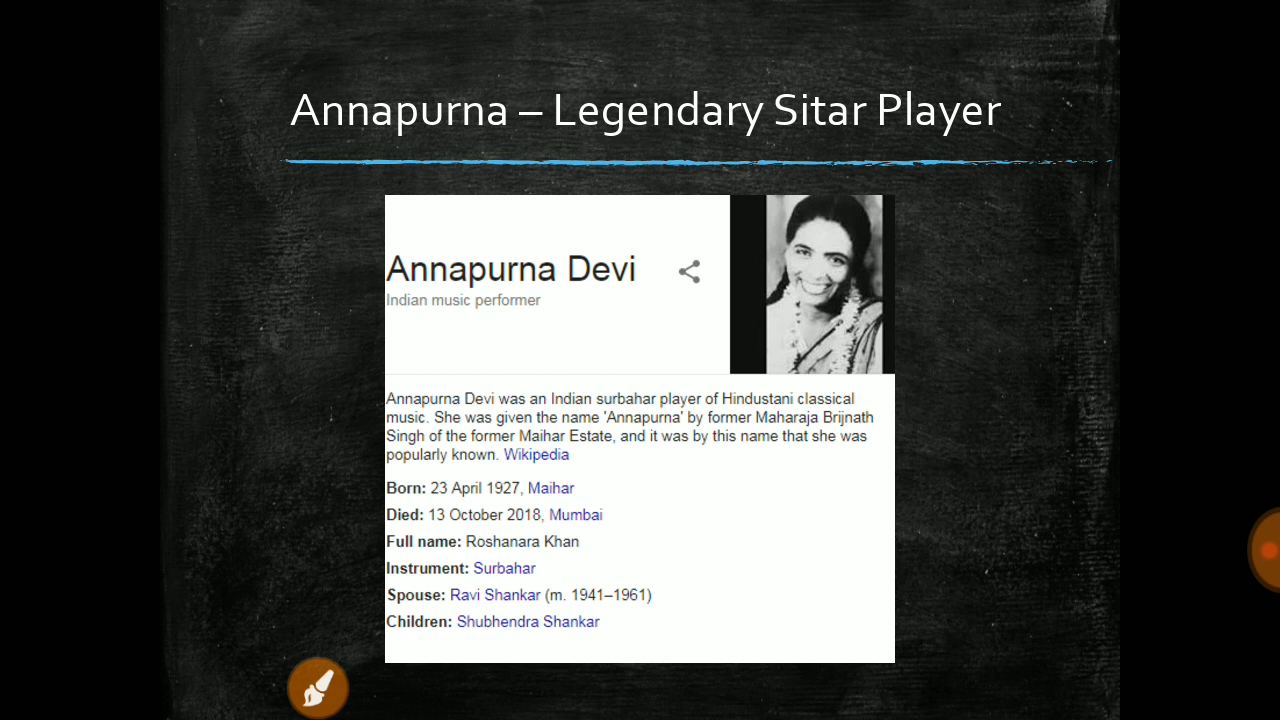 Annapurna – Legendary Sitar Player
Annapurna Devi
Indian music performer
Annapurna Devi was an Indian surbahar player of Hindustani classical
music. She was given the name 'Annapurna' by former Maharaja Brijnath
Singh of the former Maihar Estate, and it was by this name that she was
popularly known. Wikipedia
Born: 23 April 1927, Maihar
Died: 13 October 2018, Mumbai
Full name: Roshanara Khan
Instrument: Surbahar
Spouse: Ravi Shankar (m. 1941–1961)
Children: Shubhendra Shankar